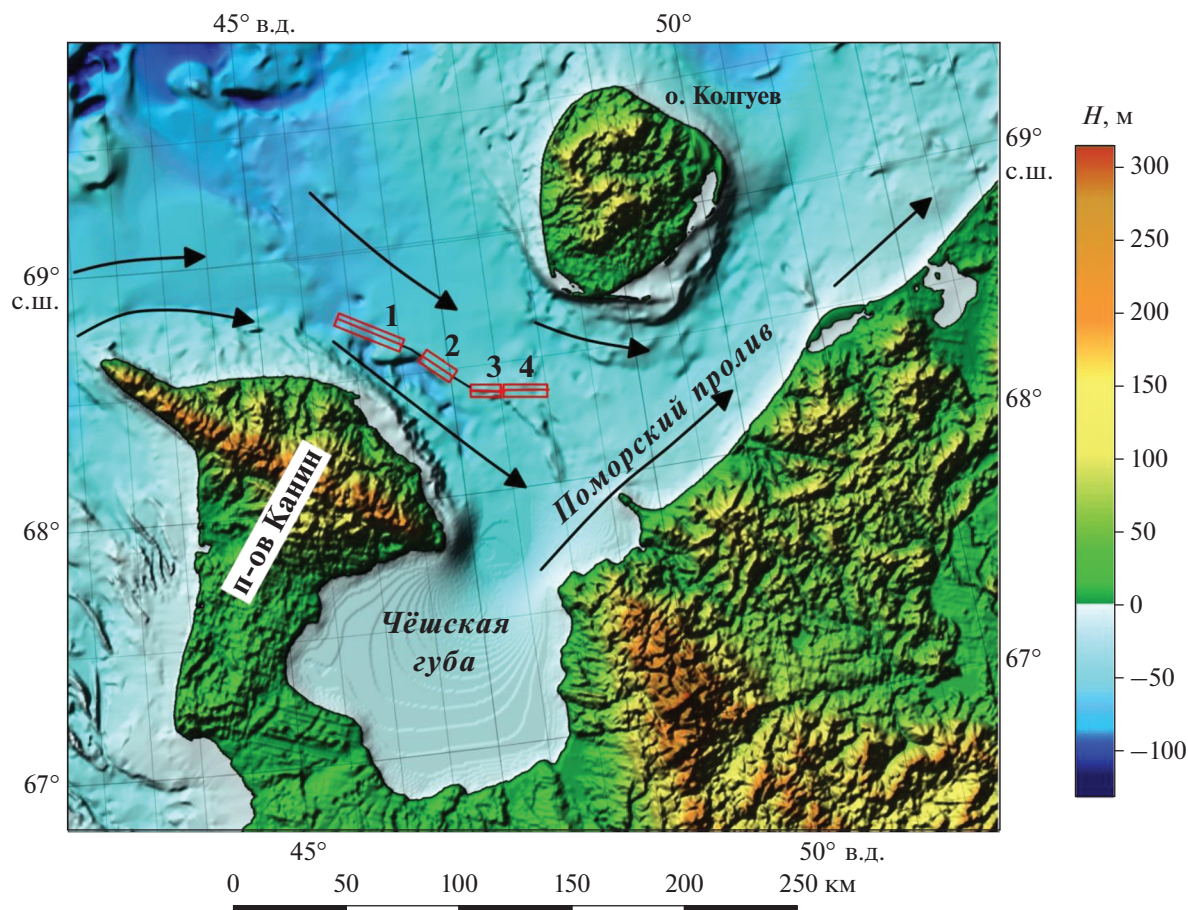 45° в.д.
50°
о. Колгуев
H, м
69°
с.ш.
300
250
200
150
100
50
0
—50
—100
69°
с.ш.
1
2
3
4
68°
Поморский пролив
п-ов Канин
68°
Чёшская
губа
67°
67°
45°
50° в.д.
0
50
100
150
200
250 км